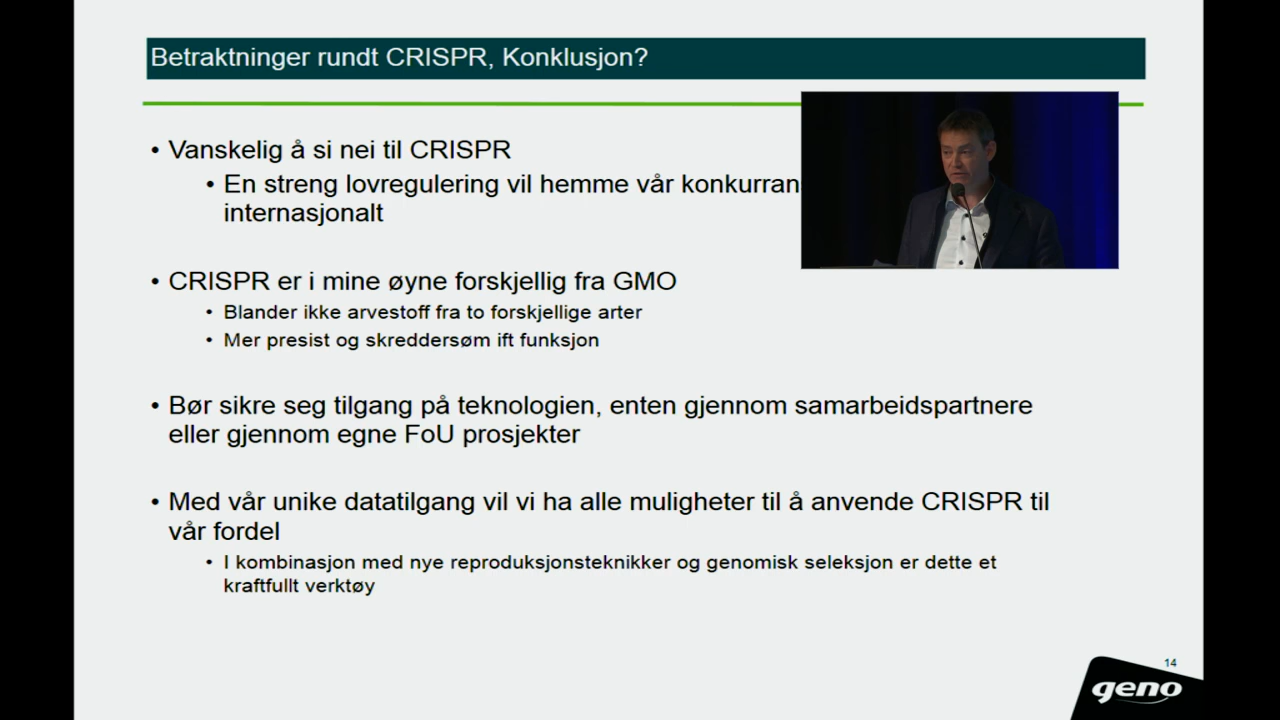 Betraktninger rundt CRISPR, Konklusjon?
• Vanskelig å si nei til CRISPR
• En streng lovregulering vil hemme vår
internasjonalt
• CRISPR er i mine øyne forskjellig fra GMO
• Blander ikke arvestoff fra to forskjellige arter
• Mer presist og skreddersøm ift funksjon
• Bør sikre seg tilgang på teknologien, enten gjennom samarbeidspartnere
eller gjennom egne FoU prosjekter
• Med vår unike datatilgang vil vi ha alle muligheter til å anvende CRISPR til
vår fordel
• I kombinasjon med nye reproduksjonsteknikker og genomisk seleksjon er dette et
kraftfullt verktøy
14
geno